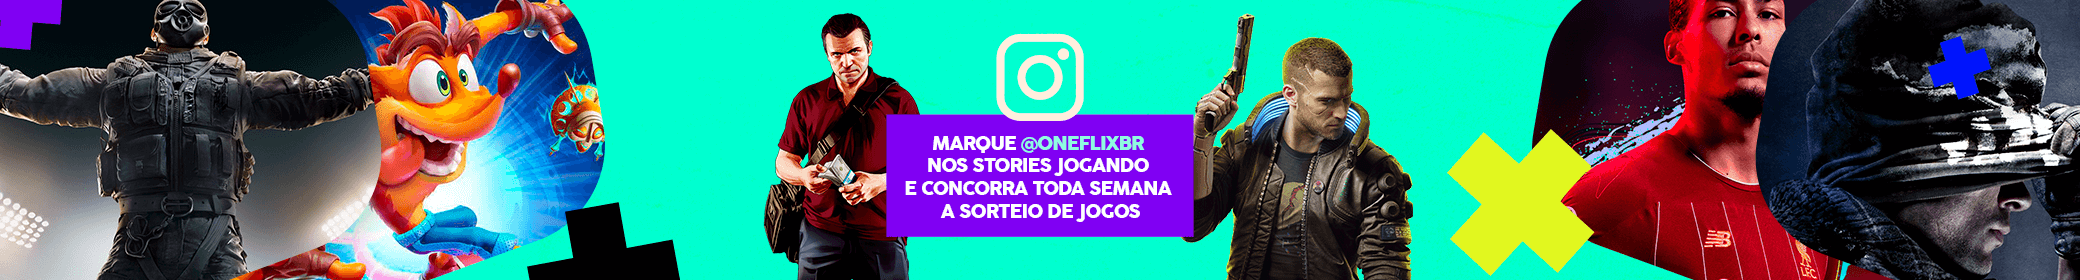 MARQUE @ONEFLIXBR
NOS STORIES JOGANDO
E CONCORRA TODA SEMANA
A SORTEIO DE JOGOS